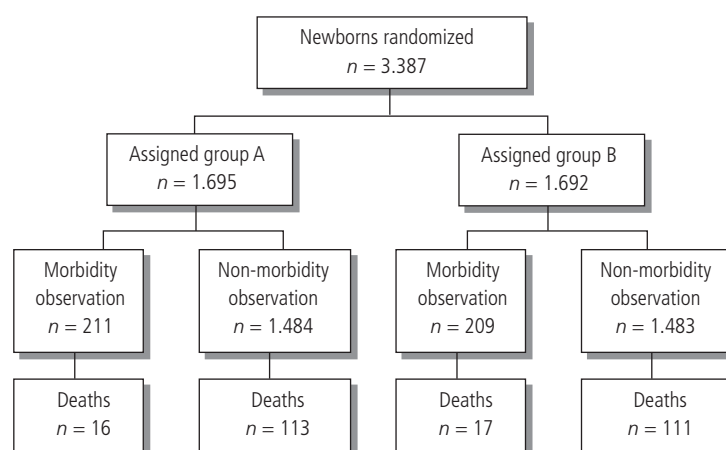 Newborns randomized
n = 3.387
Assigned group A
n = 1.695
Assigned group B
n = 1.692
Morbidity
observation
n = 211
Non-morbidity
observation
n = 1.484
Morbidity
observation
n = 209
Non-morbidity
observation
n = 1.483
Deaths
n = 16
Deaths
n = 113
Deaths
n = 17
Deaths
n = 111